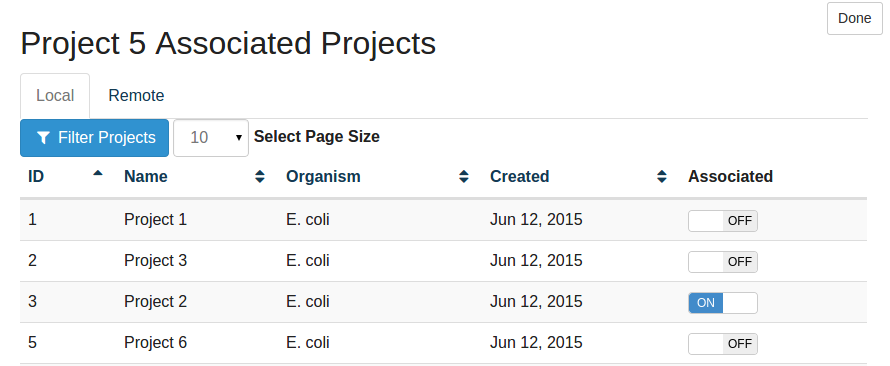 Done
Project 5 Associated Projects
Local Remote
Filter Projects 10 Select Page Size
ID Name Organism Created Associated
1 Project 1 E. coli Jun 12, 2015 OFF
2 Project 3 E. coli Jun 12, 2015 OFF
3 Project 2 E. coli Jun 12, 2015 ON
5 Project 6 E. coli Jun 12, 2015 OFF